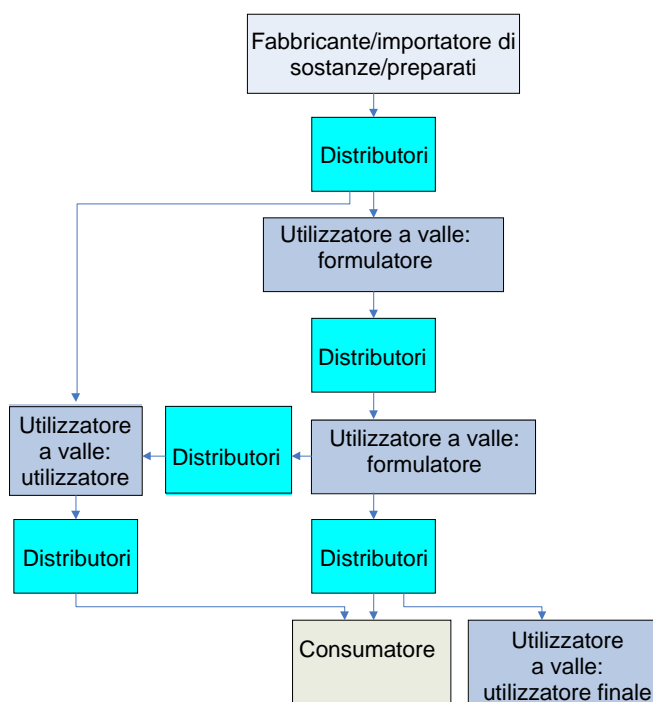 Fabbricante/importatore di
sostanze/preparati
Distributori
Utilizzatore a valle:
formulatore
Distributori
Utilizzatore
a valle:
utilizzatore
Distributori
Utilizzatore a valle:
formulatore
Distributori
Distributori
Consumatore
Utilizzatore
a valle:
utilizzatore finale